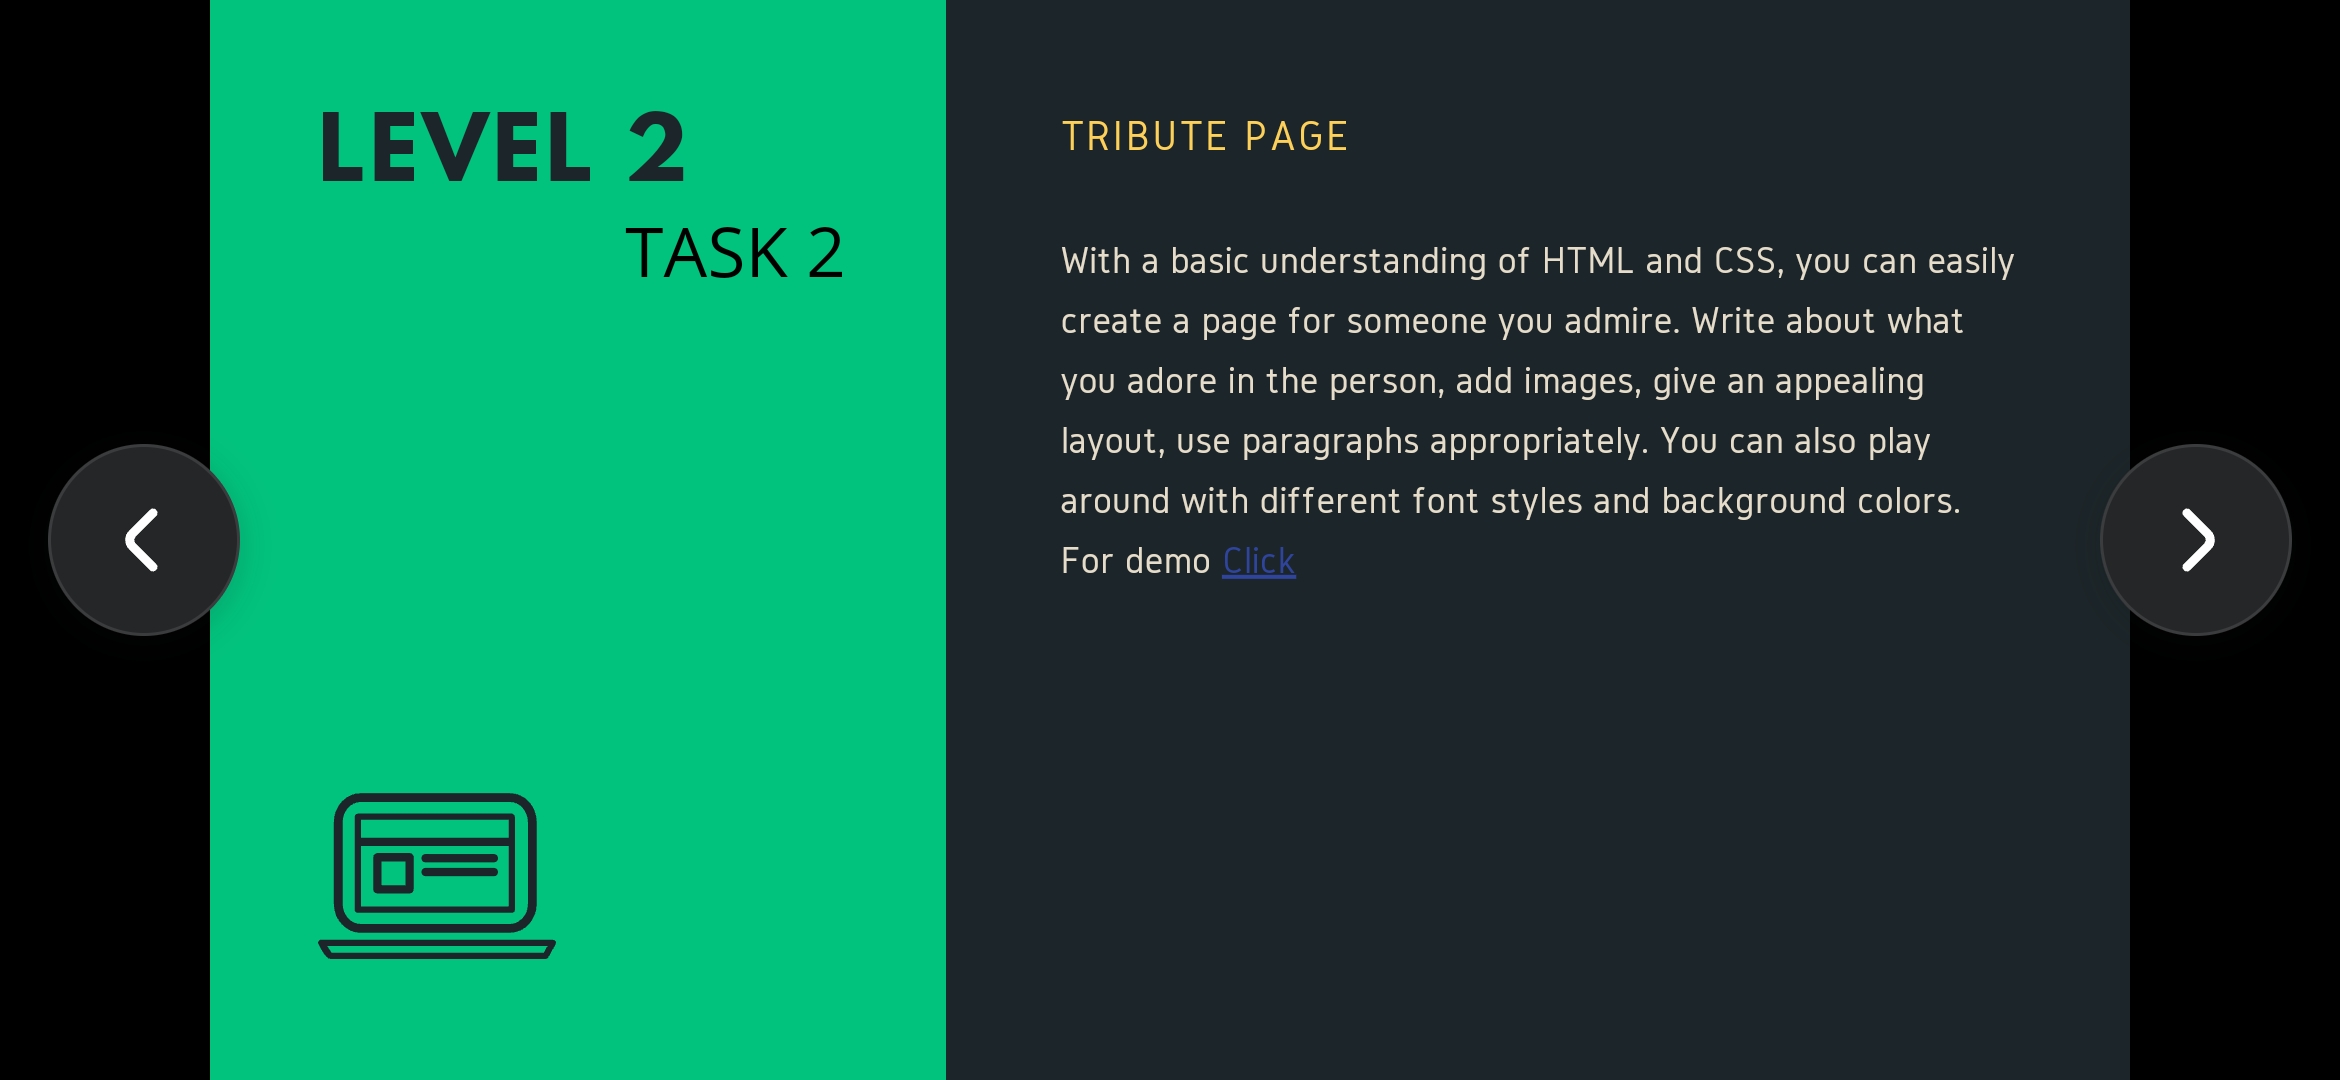 LEVEL 2
TASK 2
TRIBUTE PAGE
With a basic understanding of HTML and CSS, you can easily
create a page for someone you admire. Write about what
you adore in the person, add images, give an appealing
layout, use paragraphs appropriately. You can also play
around with different font styles and background colors.
For demo Click